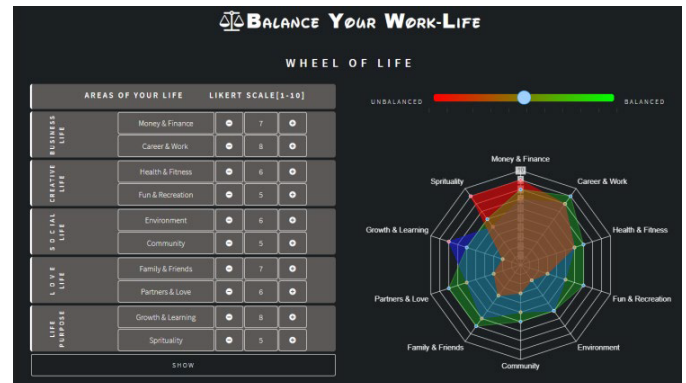 BALANCE YOUR WORK-LIFE
WHEEL OF LIFE
AREAS OF YOUR LIFE LIKERT SCALE[1-10]
BUSINESS LIFE
Money & Finance 7
Career & Work 8
CREATIVE LIFE
Health & Fitness 6
Fun & Recreation 5
SOCIAL LIFE
Environment 6
Community 5
LOVE LIFE
Family & Friends 7
Partners & Love 6
LIFE PURPOSE
Growth & Learning 8
Sprituality 5
SHOW
UNBALANCED BALANCED
Money & Finance
Sprituality Career & Work
Growth & Learning Health & Fitness
Partners & Love Fun & Recreation
Family & Friends Environment
Community